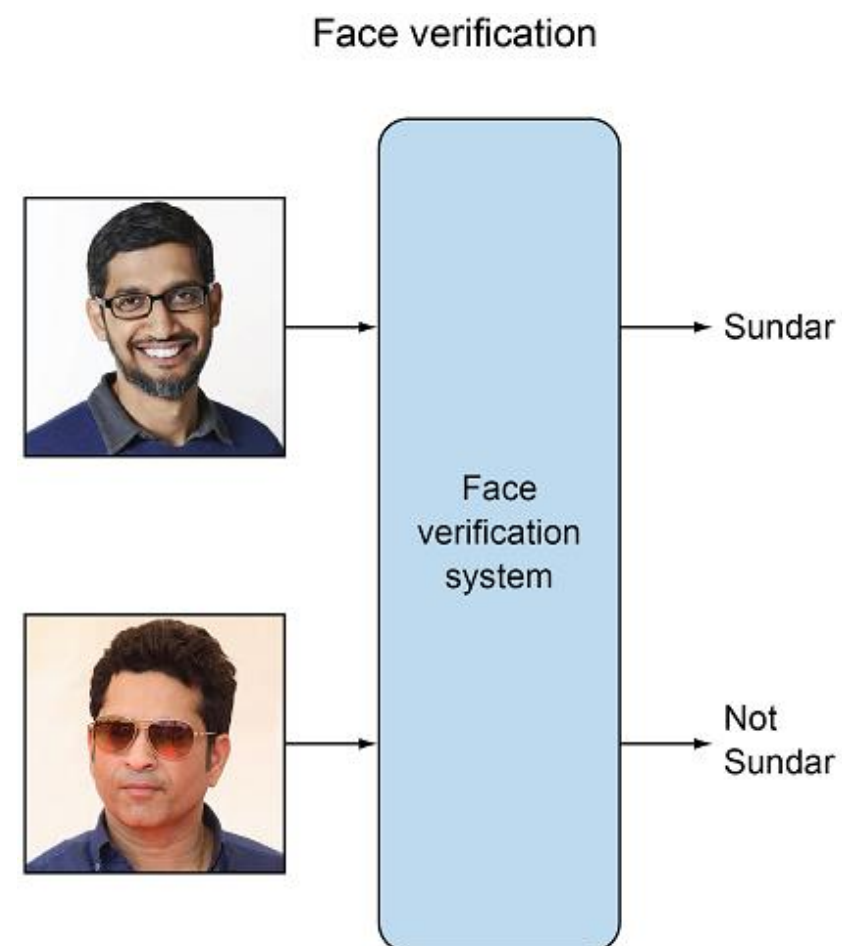 Face verification
Sundar
Face
verification
system
Not
Sundar